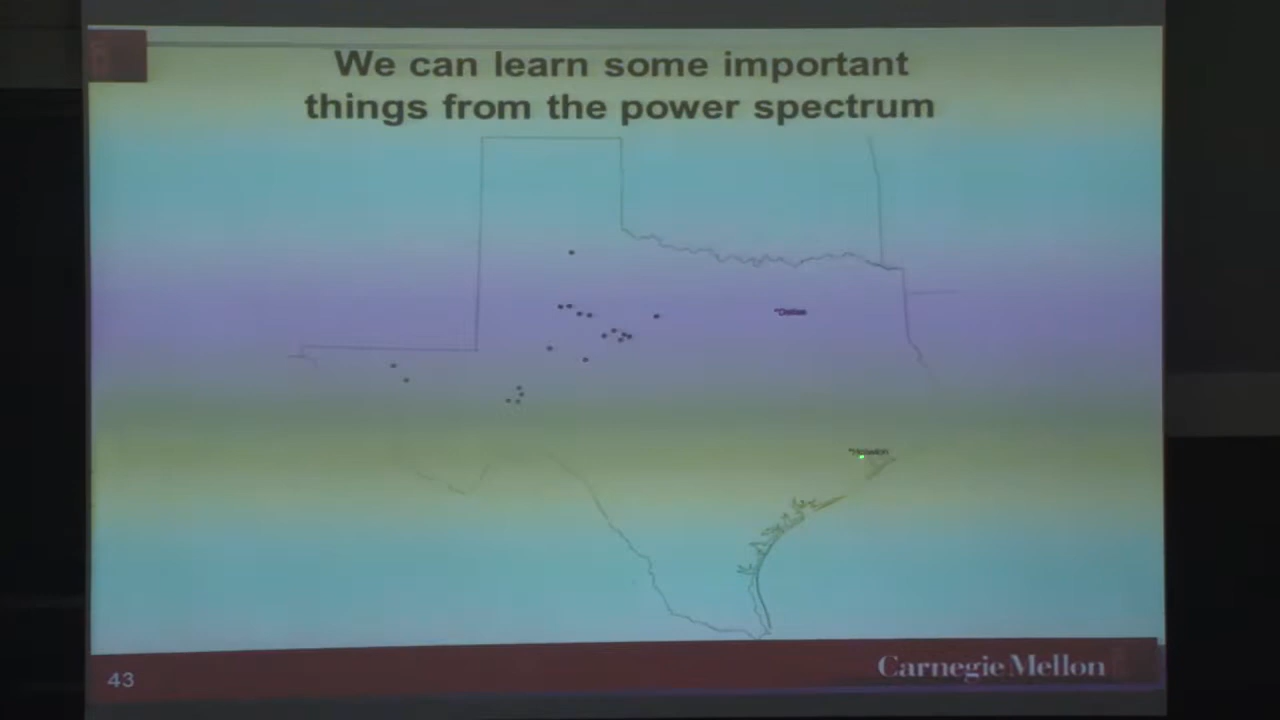 We can learn some important
things from the power spectrum
*Dallas
*Houston
43
Carnegie Mellon